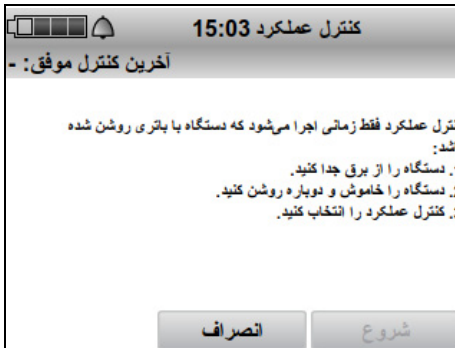 کنترل عملکرد 15:03
آخرین کنترل موفق: -
نترل عملکرد فقط زمانی اجرا می‌شود که دستگاه با باتری روشن شده
شد:
. دستگاه را از برق جدا کنید.
. دستگاه را خاموش و دوباره روشن کنید.
. کنترل عملکرد را انتخاب کنید.
شروع
انصراف